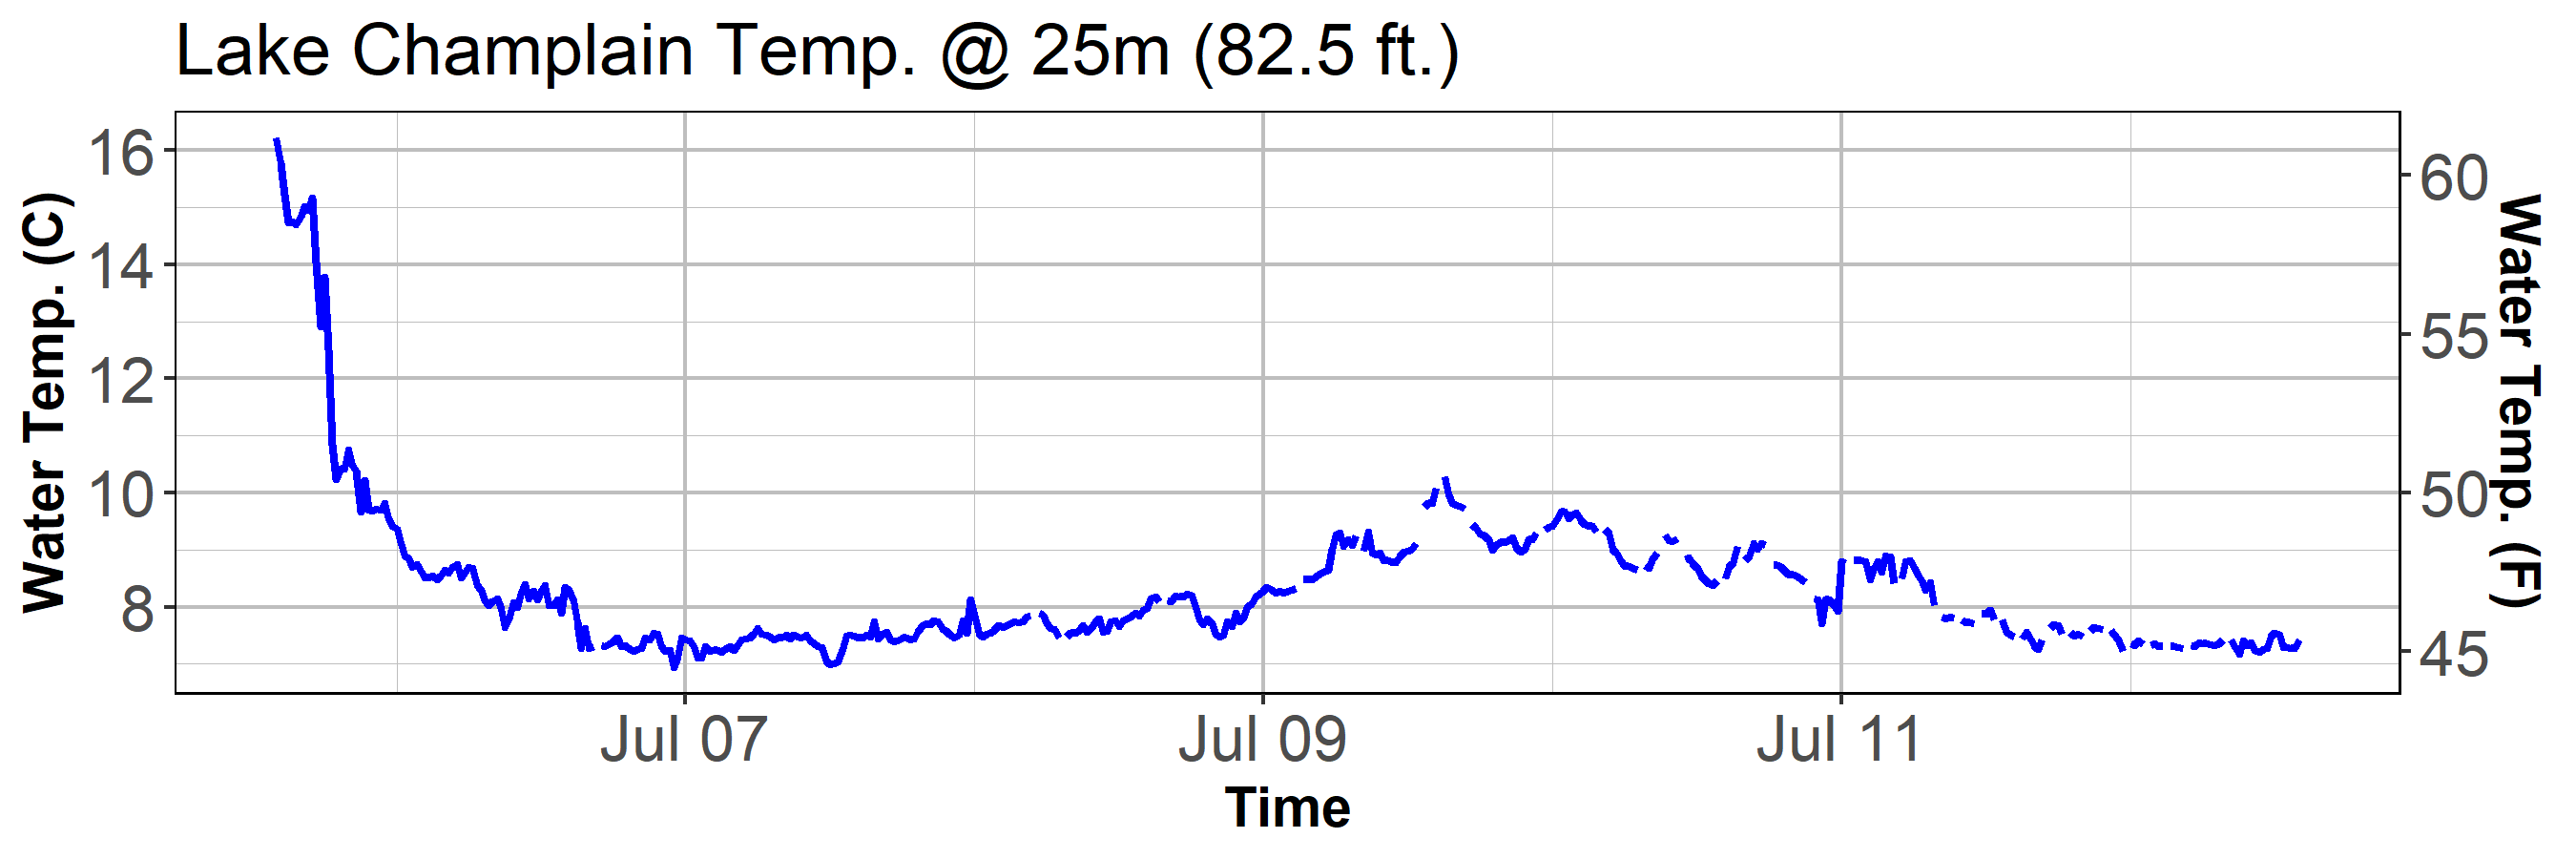 Lake Champlain Temp. @ 25m (82.5 ft.)
Water Temp. (C)
16
14
12
10
8
60
55
50
45
Water Temp. (F)
Jul 07
Jul 09
Jul 11
Time